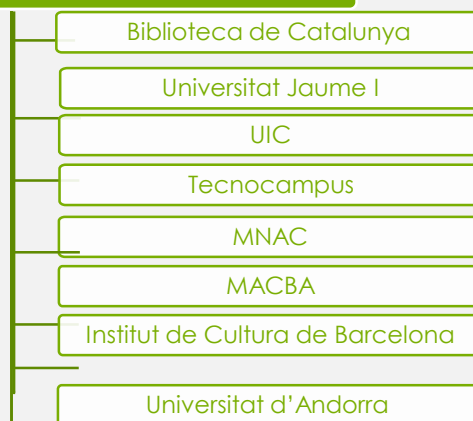 Biblioteca de Catalunya
Universitat Jaume I
UIC
Tecnocampus
MNAC
MACBA
Institut de Cultura de Barcelona
Universitat d’Andorra